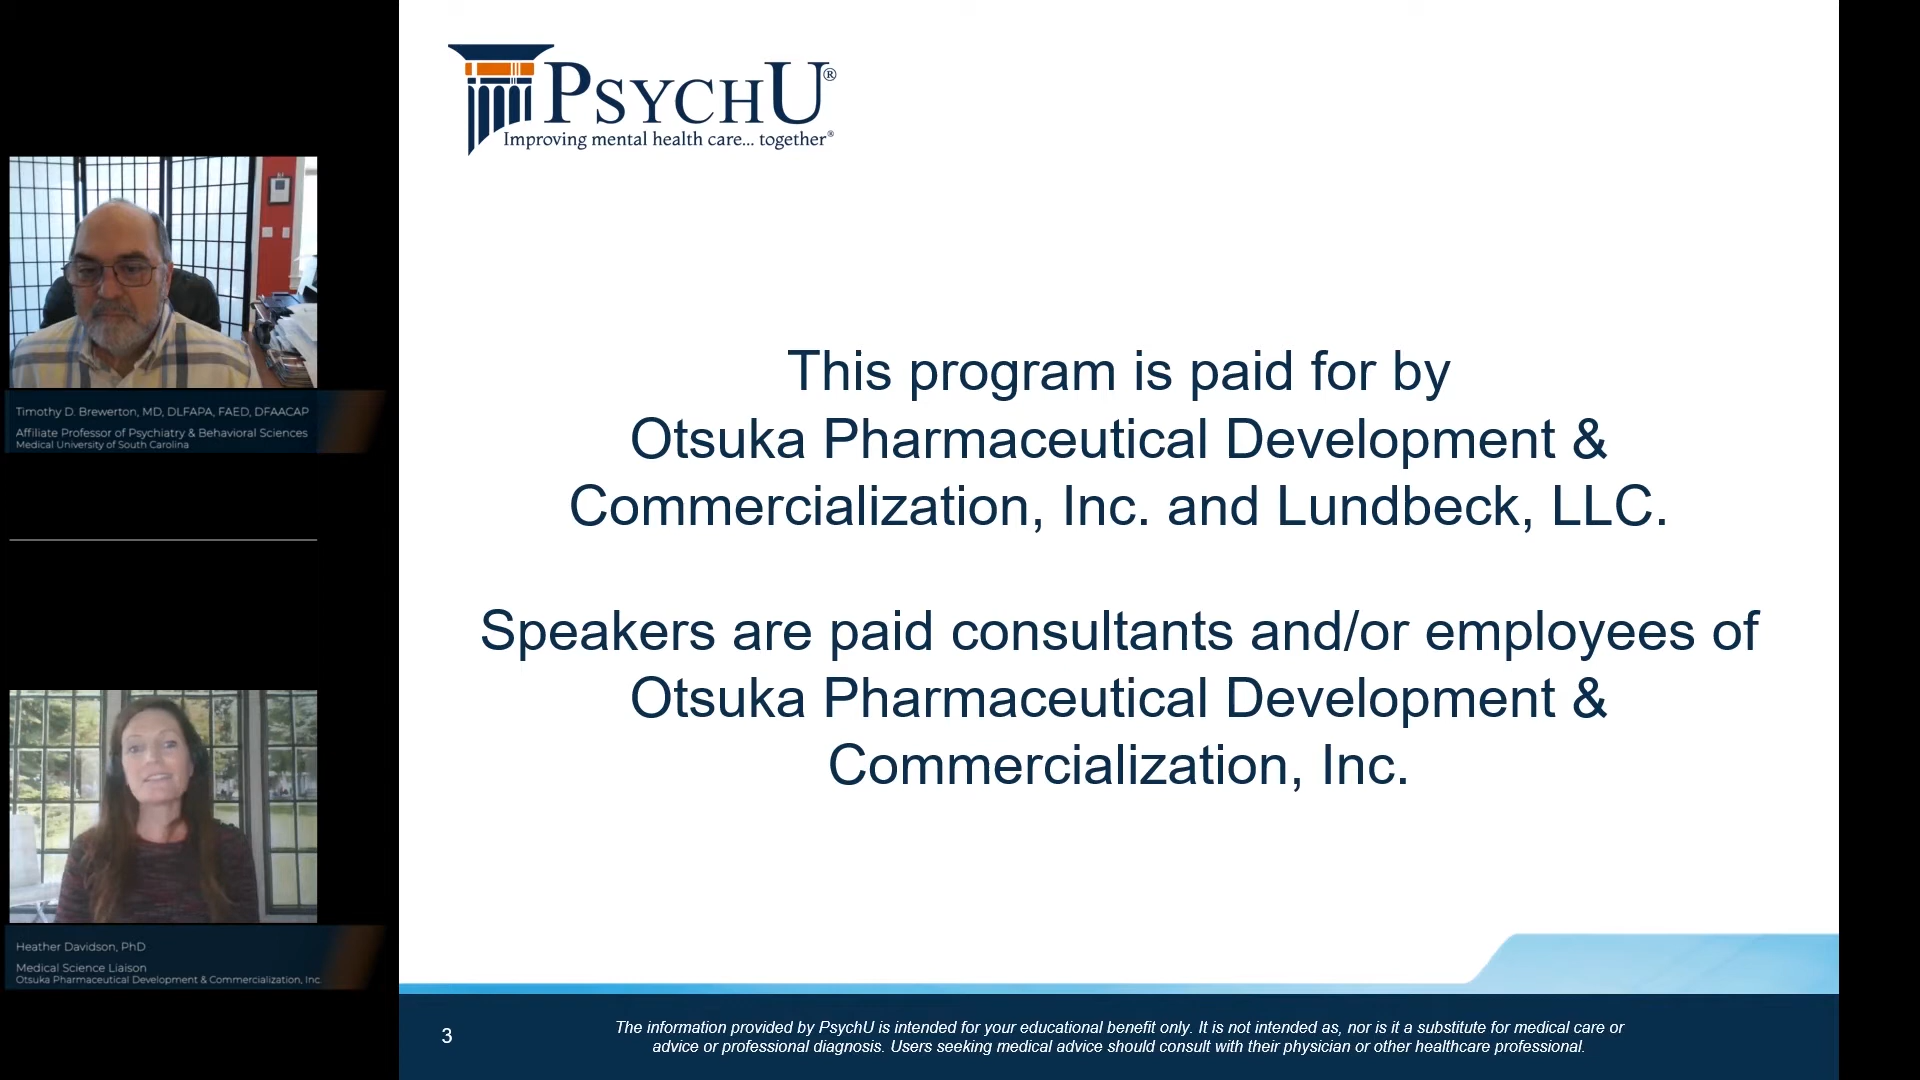 PSYCHU®
Improving mental health care... together®
This program is paid for by
Otsuka Pharmaceutical Development &
Commercialization, Inc. and Lundbeck, LLC.
Speakers are paid consultants and/or employees of
Otsuka Pharmaceutical Development &
Commercialization, Inc.
Timothy D. Brewerton, MD, DLFAPA, FAED, DFAACAP
Affiliate Professor of Psychiatry & Behavioral Sciences
Medical University of South Carolina
Heather Davidson, PhD
Medical Science Liaison
Otsuka Pharmaceutical Development & Commercialization, Inc.
3
The information provided by PsychU is intended for your educational benefit only. It is not intended as, nor is it a substitute for medical care or
advice or professional diagnosis. Users seeking medical advice should consult with their physician or other healthcare professional.